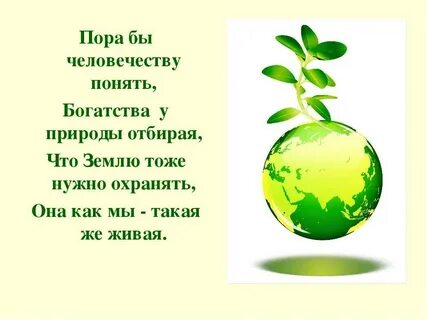 Пора бы
человечеству
понять,
Богатства у
природы отбирая,
Что Землю тоже
нужно охранять,
Она как мы - такая
же живая.